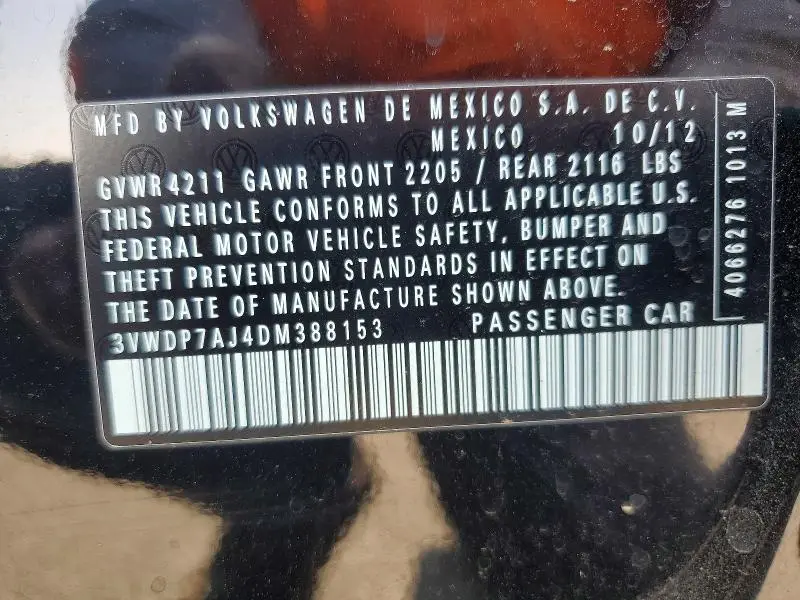 MFD BY VOLKSWAGEN DE MEXICO S.A. DE C.V.
MEXICO 10/12
GVWR 4211 GAWR FRONT 2205 / REAR 2116 LBS
THIS VEHICLE CONFORMS TO ALL APPLICABLE U.S.
FEDERAL MOTOR VEHICLE SAFETY, BUMPER AND
THEFT PREVENTION STANDARDS IN EFFECT ON
THE DATE OF MANUFACTURE SHOWN ABOVE.
3VWDP7AJ4DM388153 PASSENGER CAR
4066276 1013 M